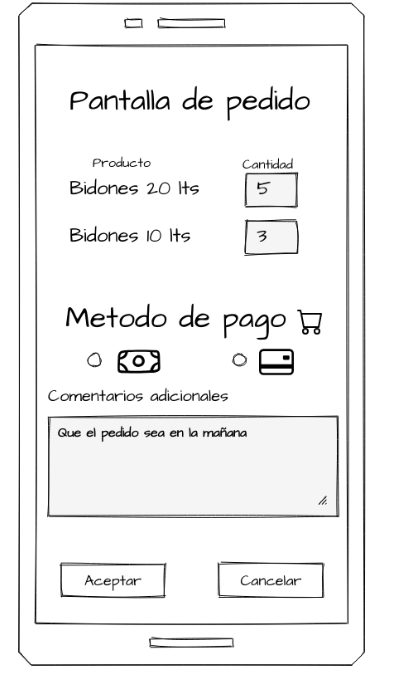 Pantalla de pedido
Producto Cantidad
Bidones 20 lts 5
Bidones 10 lts 3
Metodo de pago
Comentarios adicionales
Que el pedido sea en la mañana
Aceptar Cancelar